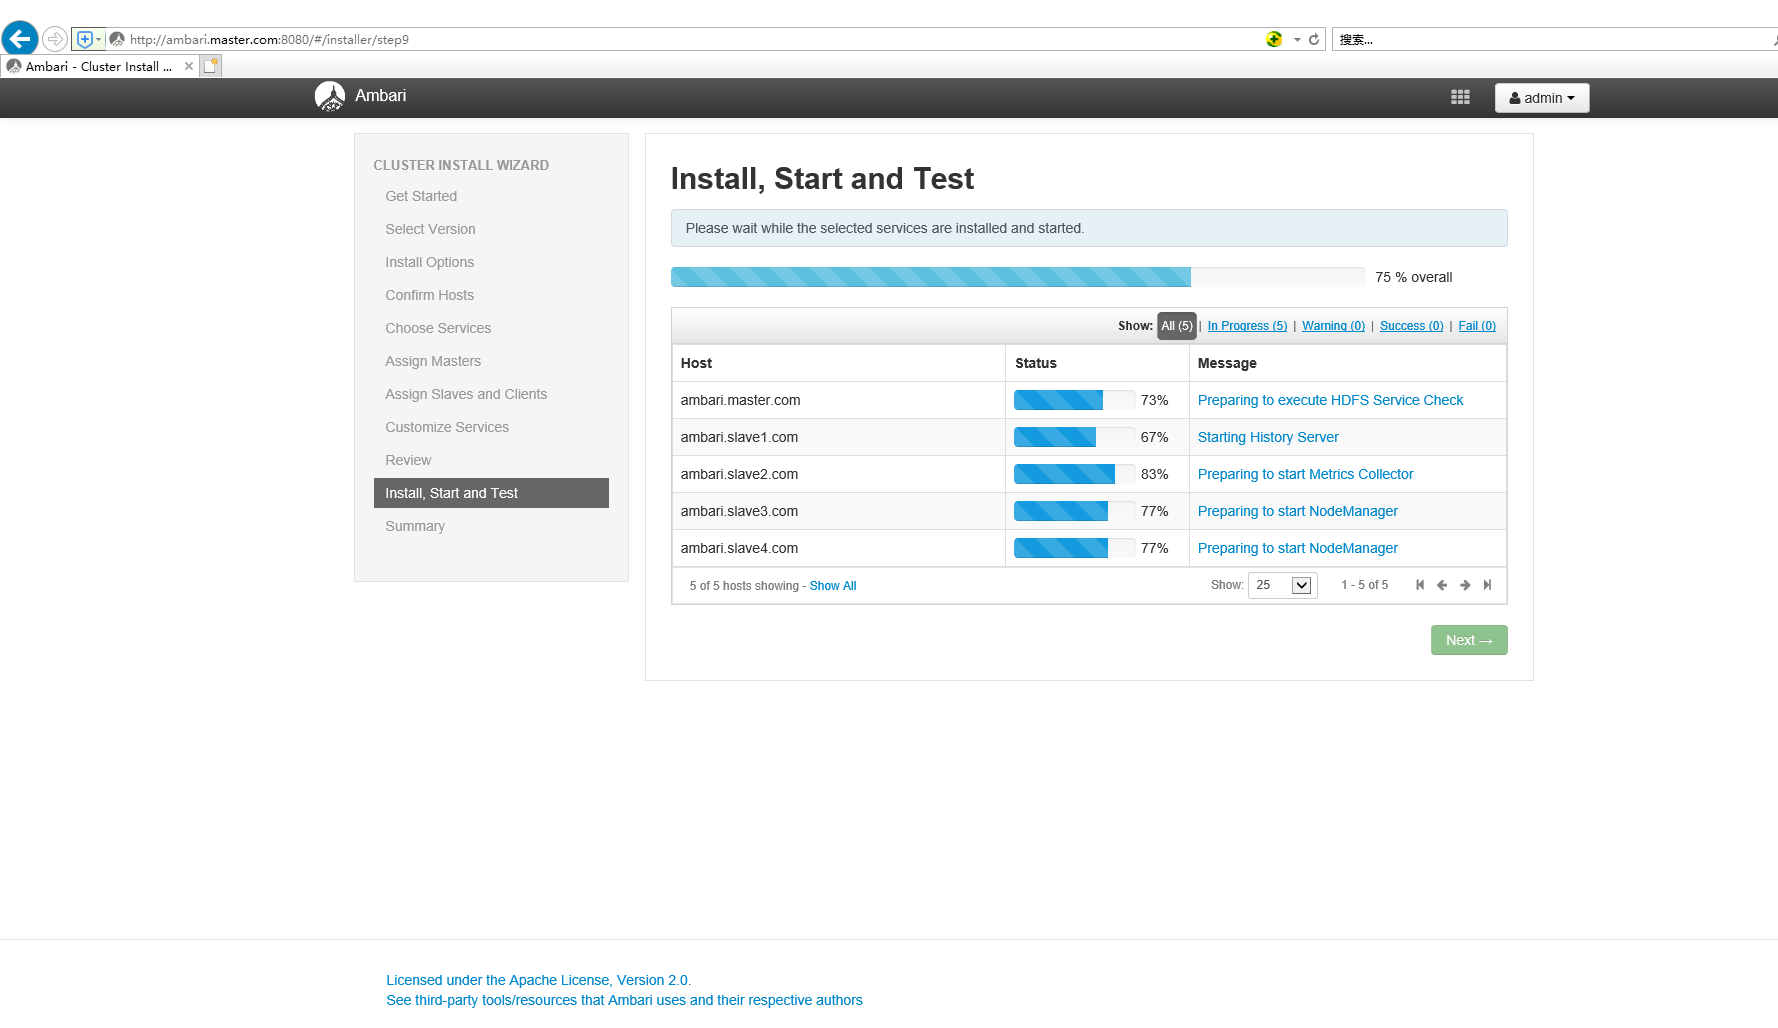 http://ambari.master.com:8080/#/installer/step9
搜索...
Ambari - Cluster Install ...
Ambari
admin
CLUSTER INSTALL WIZARD
Get Started
Select Version
Install Options
Confirm Hosts
Choose Services
Assign Masters
Assign Slaves and Clients
Customize Services
Review
Install, Start and Test
Summary
Install, Start and Test
Please wait while the selected services are installed and started.
75 % overall
Show: All (5) | In Progress (5) | Warning (0) | Success (0) | Fail (0)
Host Status Message
ambari.master.com 73% Preparing to execute HDFS Service Check
ambari.slave1.com 67% Starting History Server
ambari.slave2.com 83% Preparing to start Metrics Collector
ambari.slave3.com 77% Preparing to start NodeManager
ambari.slave4.com 77% Preparing to start NodeManager
5 of 5 hosts showing - Show All Show: 25 1 - 5 of 5
Next →
Licensed under the Apache License, Version 2.0.
See third-party tools/resources that Ambari uses and their respective authors